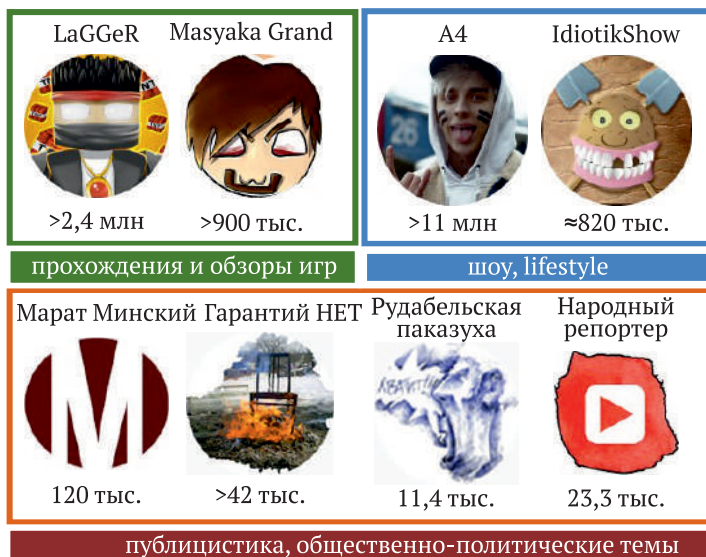 LaGGeR
Masyaka Grand
A4
IdiotikShow
26
>2,4 млн
>900 тыс.
>11 млн
≈820 тыс.
прохождения и обзоры игр
шоу, lifestyle
Марат Минский
Гарантий НЕТ
Рудабельская
паказуха
Народный
репортер
М
ХВАТИТ!!!
120 тыс.
>42 тыс.
11,4 тыс.
23,3 тыс.
публицистика, общественно-политические темы